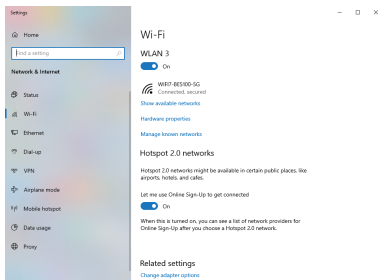 Settings
Home
Find a setting
Network & Internet
Status
Wi-Fi
Ethernet
Dial-up
VPN
Airplane mode
Mobile hotspot
Data usage
Proxy
Wi-Fi
WLAN 3
On
WIFI7-BE5100-5G
Connected, secured
Show available networks
Hardware properties
Manage known networks
Hotspot 2.0 networks
Hotspot 2.0 networks might be available in certain public places, like
airports, hotels, and cafes.
Let me use Online Sign-Up to get connected
On
When this is turned on, you can see a list of network providers for
Online Sign-Up after you choose a Hotspot 2.0 network.
Related settings
Change adapter options